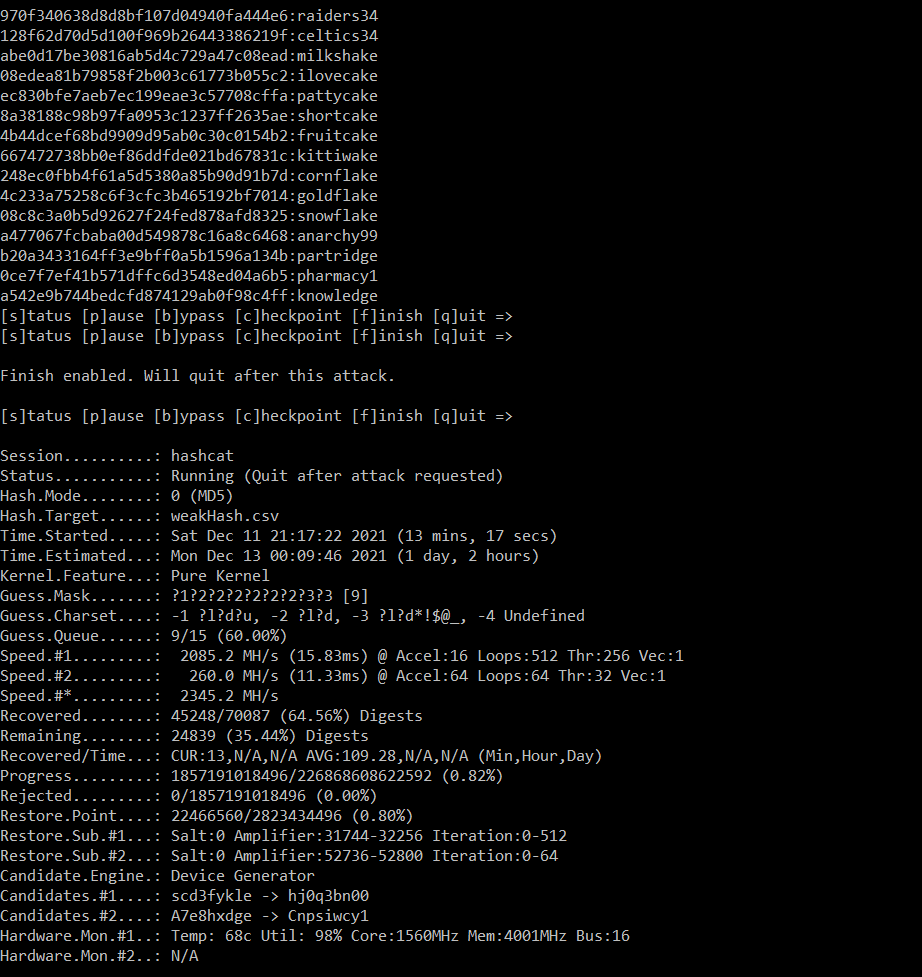 970f340638d8d8bf107d04940fa444e6:raiders34
128f62d70d5d100f969b26443386219f:celtics34
abe0d17be30816ab5d4c729a47c08ead:milkshake
08edea81b79858f2b003c61773b055c2:ilovecake
ec830bfe7aeb7ec199eae3c57708cffa:pattycake
8a38188c98b97fa0953c1237ff2635ae:shortcake
4b44dcef68bd9909d95ab0c30c0154b2:fruitcake
667472738bb0ef86ddfde021bd67831c:kittiwake
248ec0fbb4f61a5d5380a85b90d91b7d:cornflake
4c233a75258c6f3cfc3b465192bf7014:goldflake
08c8c3a0b5d92627f24fed878afd8325:snowflake
a477067fcbaba00d549878c16a8c6468:anarchy99
b20a3433164ff3e9bff0a5b1596a134b:partridge
0ce7f7ef41b571dffc6d3548ed04a6b5:pharmacy1
a542e9b744bedcfd874129ab0f98c4ff:knowledge
[s]tatus [p]ause [b]ypass [c]heckpoint [f]inish [q]uit =>
[s]tatus [p]ause [b]ypass [c]heckpoint [f]inish [q]uit =>
Finish enabled. Will quit after this attack.
[s]tatus [p]ause [b]ypass [c]heckpoint [f]inish [q]uit =>
Session..........: hashcat
Status...........: Running (Quit after attack requested)
Hash.Mode........: 0 (MD5)
Hash.Target......: weakHash.csv
Time.Started.....: Sat Dec 11 21:17:22 2021 (13 mins, 17 secs)
Time.Estimated...: Mon Dec 13 00:09:46 2021 (1 day, 2 hours)
Kernel.Feature...: Pure Kernel
Guess.Mask.......: ?1?2?2?2?2?2?2?3?3 [9]
Guess.Charset....: -1 ?l?d?u, -2 ?l?d, -3 ?l?d*!$@_, -4 Undefined
Guess.Queue......: 9/15 (60.00%)
Speed.#1.........:  2085.2 MH/s (15.83ms) @ Accel:16 Loops:512 Thr:256 Vec:1
Speed.#2.........:   260.0 MH/s (11.33ms) @ Accel:64 Loops:64 Thr:32 Vec:1
Speed.#*.........:  2345.2 MH/s
Recovered........: 45248/70087 (64.56%) Digests
Remaining........: 24839 (35.44%) Digests
Recovered/Time...: CUR:13,N/A,N/A AVG:109.28,N/A,N/A (Min,Hour,Day)
Progress.........: 1857191018496/226868608622592 (0.82%)
Rejected.........: 0/1857191018496 (0.00%)
Restore.Point....: 22466560/2823434496 (0.80%)
Restore.Sub.#1...: Salt:0 Amplifier:31744-32256 Iteration:0-512
Restore.Sub.#2...: Salt:0 Amplifier:52736-52800 Iteration:0-64
Candidate.Engine.: Device Generator
Candidates.#1....: scd3fykle -> hj0q3bn00
Candidates.#2....: A7e8hxdge -> Cnpsiwcy1
Hardware.Mon.#1..: Temp: 68c Util: 98% Core:1560MHz Mem:4001MHz Bus:16
Hardware.Mon.#2..: N/A